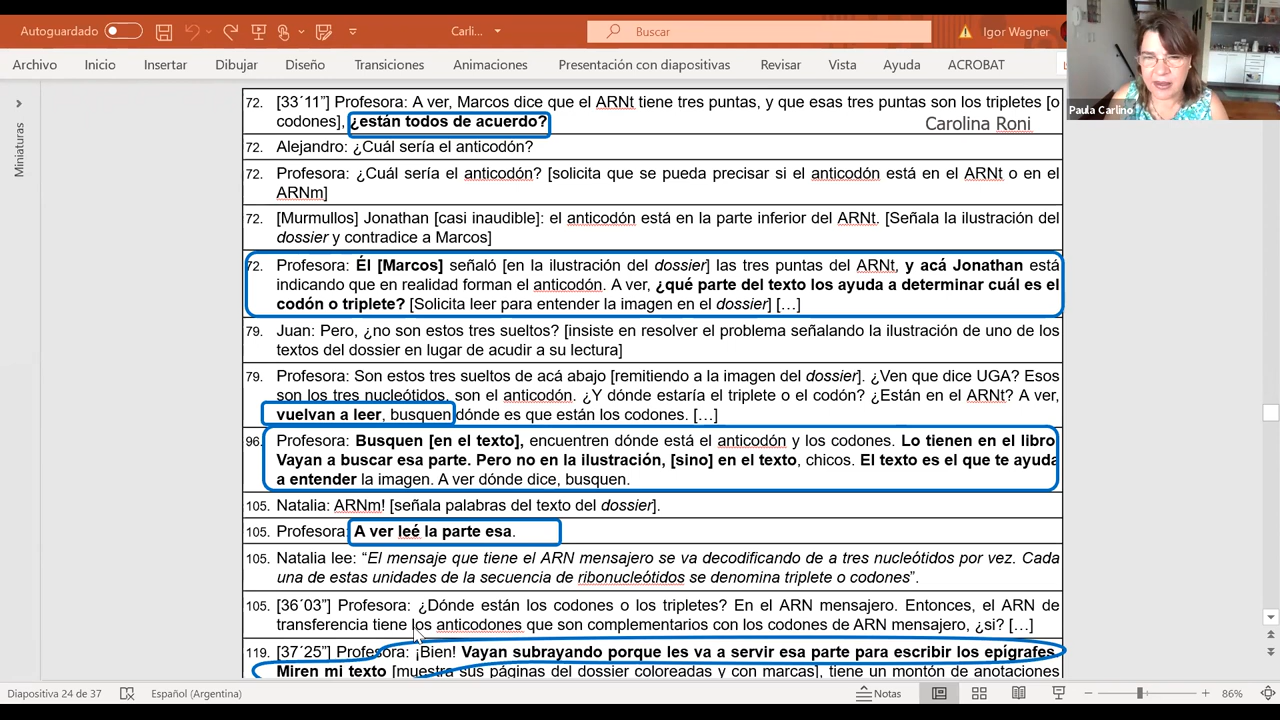 Autoguardado
Carli...
Buscar
Igor Wagner
Archivo
Inicio
Insertar
Dibujar
Diseño
Transiciones
Animaciones
Presentación con diapositivas
Revisar
Vista
Ayuda
ACROBAT
Paula Carlino
Miniaturas
72. [33´11”] Profesora: A ver, Marcos dice que el ARNt tiene tres puntas, y que esas tres puntas son los tripletes [o
codones], ¿están todos de acuerdo?
Carolina Roni
72. Alejandro: ¿Cuál sería el anticodón?
72. Profesora: ¿Cuál sería el anticodón? [solicita que se pueda precisar si el anticodón está en el ARNt o en el
ARNm]
72. [Murmullos] Jonathan [casi inaudible]: el anticodón está en la parte inferior del ARNt. [Señala la ilustración del
dossier y contradice a Marcos]
72. Profesora: Él [Marcos] señaló [en la ilustración del dossier] las tres puntas del ARNt, y acá Jonathan está
indicando que en realidad forman el anticodón. A ver, ¿qué parte del texto los ayuda a determinar cuál es el
codón o triplete? [Solicita leer para entender la imagen en el dossier] […]
79. Juan: Pero, ¿no son estos tres sueltos? [insiste en resolver el problema señalando la ilustración de uno de los
textos del dossier en lugar de acudir a su lectura]
79. Profesora: Son estos tres sueltos de acá abajo [remitiendo a la imagen del dossier]. ¿Ven que dice UGA? Esos
son los tres nucleótidos, son el anticodón. ¿Y dónde estaría el triplete o el codón? ¿Están en el ARNt? A ver,
vuelvan a leer, busquen dónde es que están los codones. […]
96. Profesora: Busquen [en el texto], encuentren dónde está el anticodón y los codones. Lo tienen en el libro
Vayan a buscar esa parte. Pero no en la ilustración, [sino] en el texto, chicos. El texto es el que te ayuda
a entender la imagen. A ver dónde dice, busquen.
105. Natalia: ARNm! [señala palabras del texto del dossier].
105. Profesora: A ver leé la parte esa.
105. Natalia lee: “El mensaje que tiene el ARN mensajero se va decodificando de a tres nucleótidos por vez. Cada
una de estas unidades de la secuencia de ribonucleótidos se denomina triplete o codones”.
105. [36´03”] Profesora: ¿Dónde están los codones o los tripletes? En el ARN mensajero. Entonces, el ARN de
transferencia tiene los anticodones que son complementarios con los codones de ARN mensajero, ¿si? […]
119. [37´25”] Profesora: ¡Bien! Vayan subrayando porque les va a servir esa parte para escribir los epígrafes.
Miren mi texto [muestra sus páginas del dossier coloreadas y con marcas], tiene un montón de anotaciones
Diapositiva 24 de 37
Español (Argentina)
Notas
86%